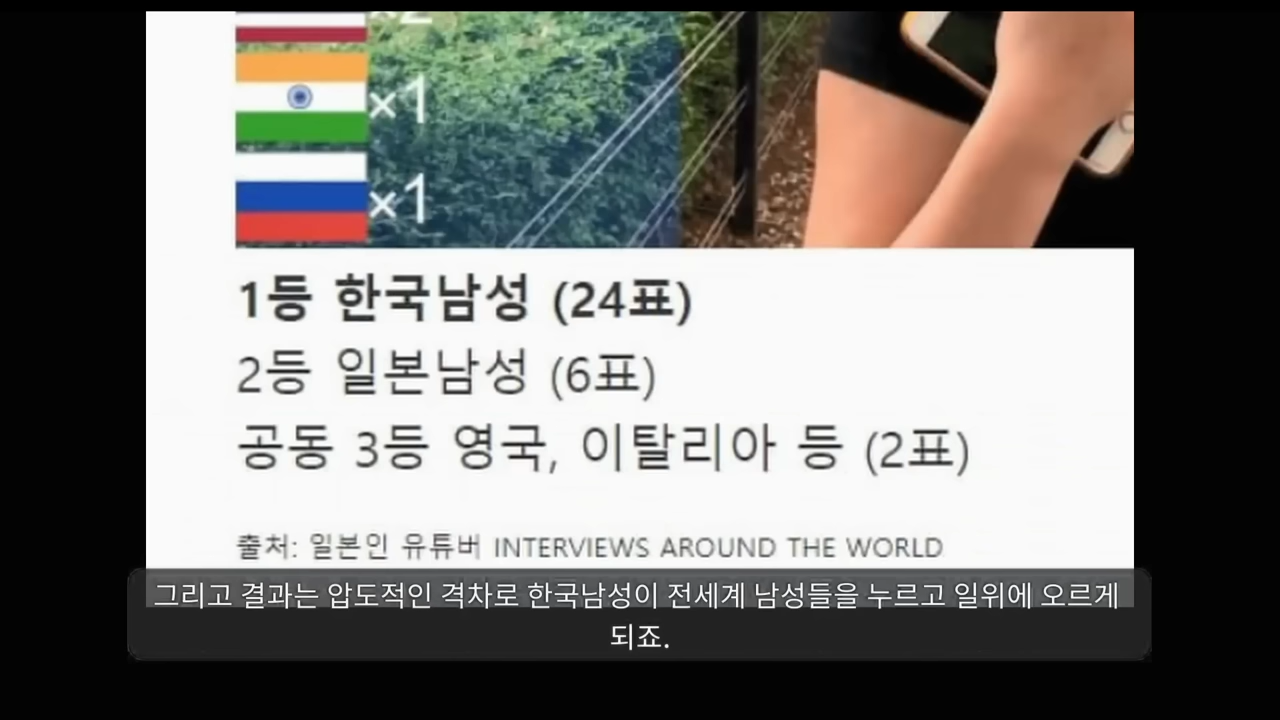 ×2
×1
×1
1등 한국남성 (24표)
2등 일본남성 (6표)
공동 3등 영국, 이탈리아 등 (2표)
출처: 일본인 유튜버 INTERVIEWS AROUND THE WORLD
그리고 결과는 압도적인 격차로 한국남성이 전세계 남성들을 누르고 일위에 오르게
되죠.